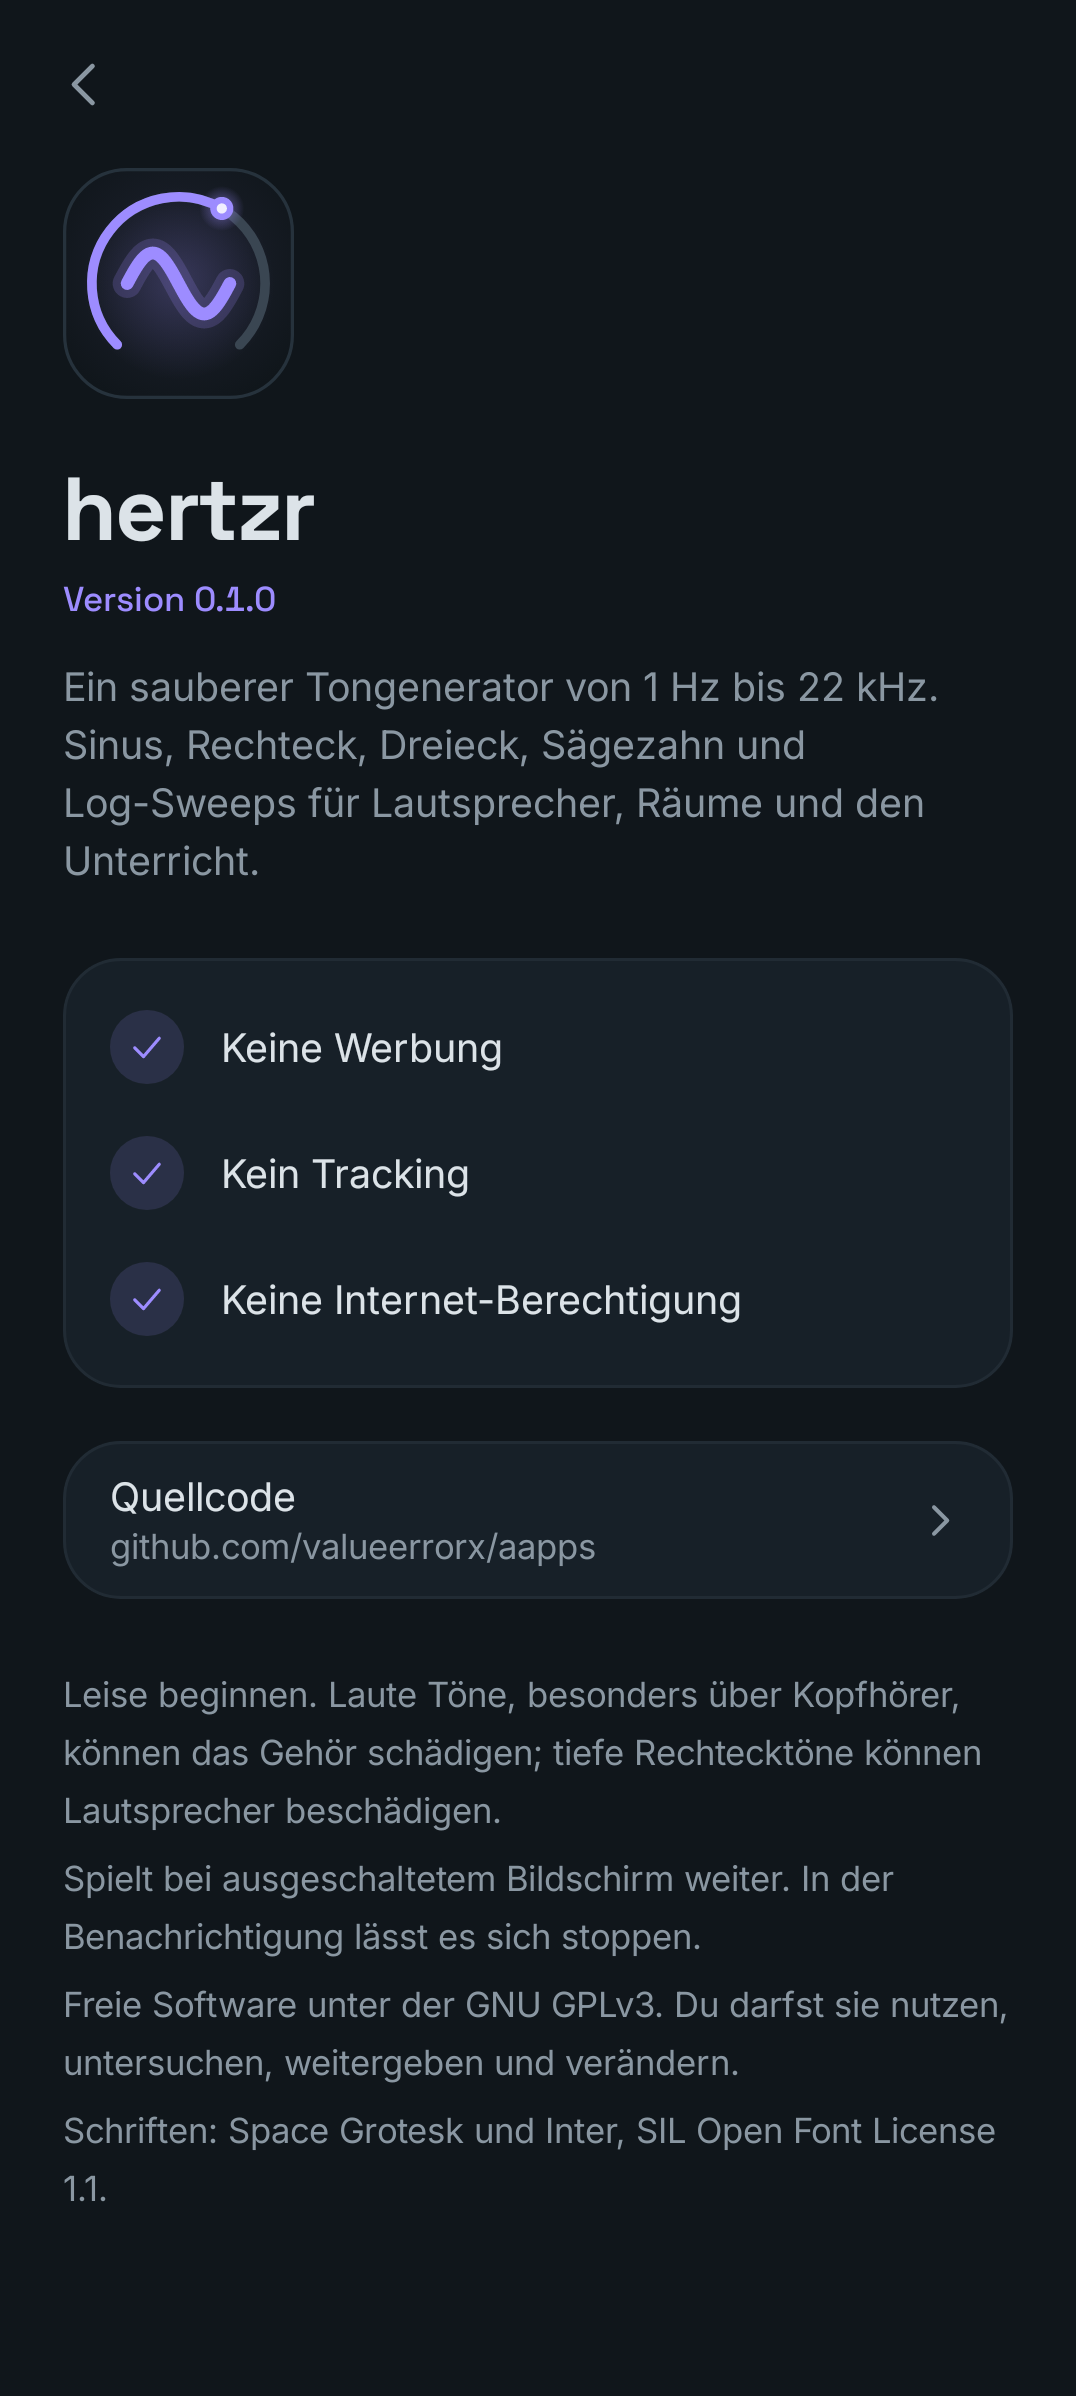 hertzr
Version 0.1.0
Ein sauberer Tongenerator von 1 Hz bis 22 kHz.
Sinus, Rechteck, Dreieck, Sägezahn und
Log-Sweeps für Lautsprecher, Räume und den
Unterricht.
Keine Werbung
Kein Tracking
Keine Internet-Berechtigung
Quellcode
github.com/valueerrorx/aapps
Leise beginnen. Laute Töne, besonders über Kopfhörer,
können das Gehör schädigen; tiefe Rechtecktöne können
Lautsprecher beschädigen.
Spielt bei ausgeschaltetem Bildschirm weiter. In der
Benachrichtigung lässt es sich stoppen.
Freie Software unter der GNU GPLv3. Du darfst sie nutzen,
untersuchen, weitergeben und verändern.
Schriften: Space Grotesk und Inter, SIL Open Font License
1.1.